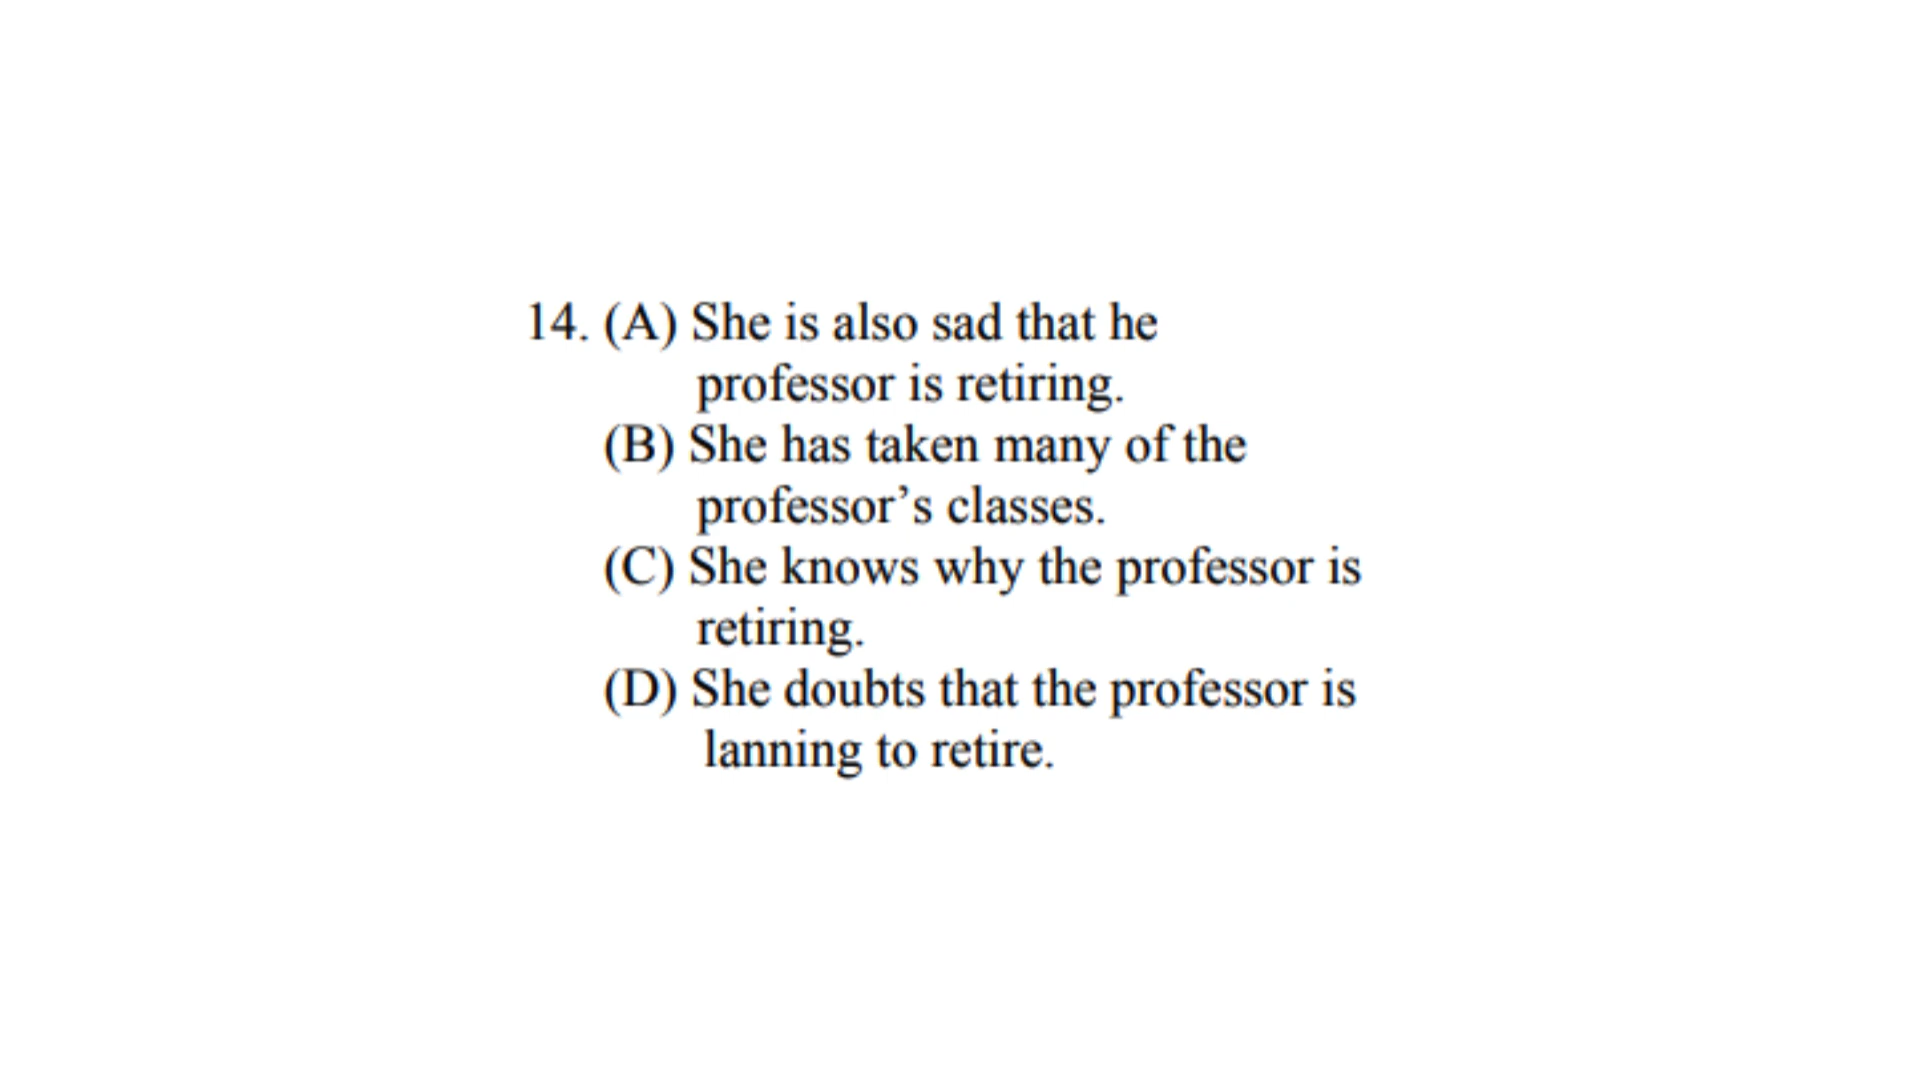 14. (A) She is also sad that he
professor is retiring.
(B) She has taken many of the
professor’s classes.
(C) She knows why the professor is
retiring.
(D) She doubts that the professor is
lanning to retire.